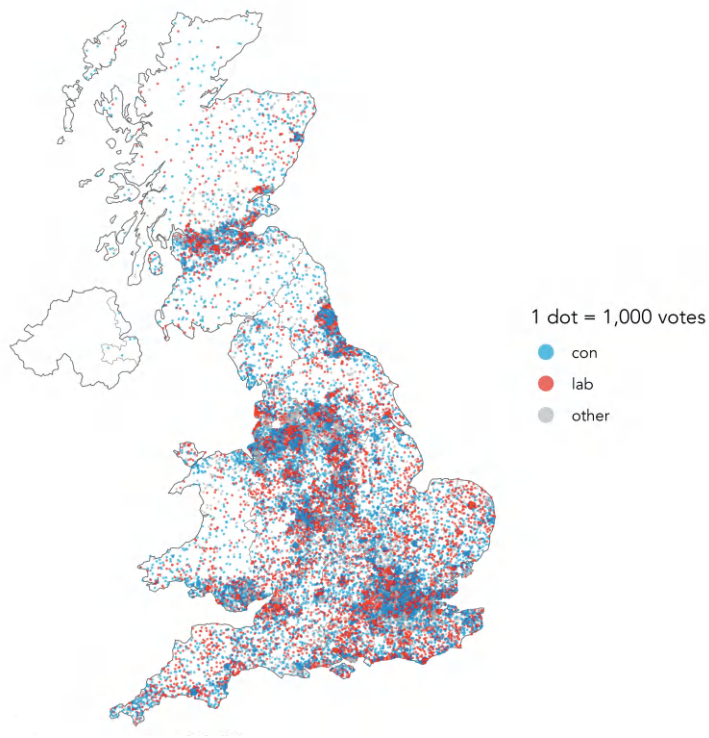 1 dot = 1,000 votes
con
lab
other